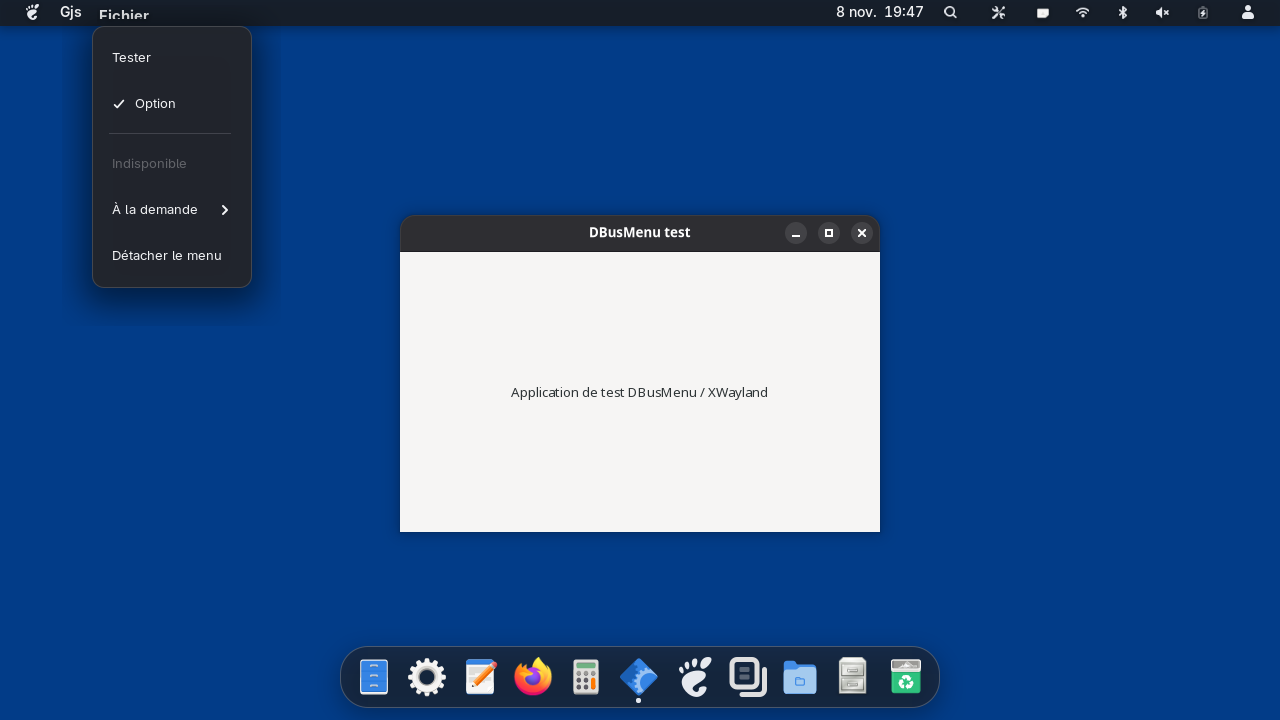 Gjs Fichier 8 nov. 19:47
Tester
Option
Indisponible
À la demande
Détacher le menu
DBusMenu test
Application de test DBusMenu / XWayland